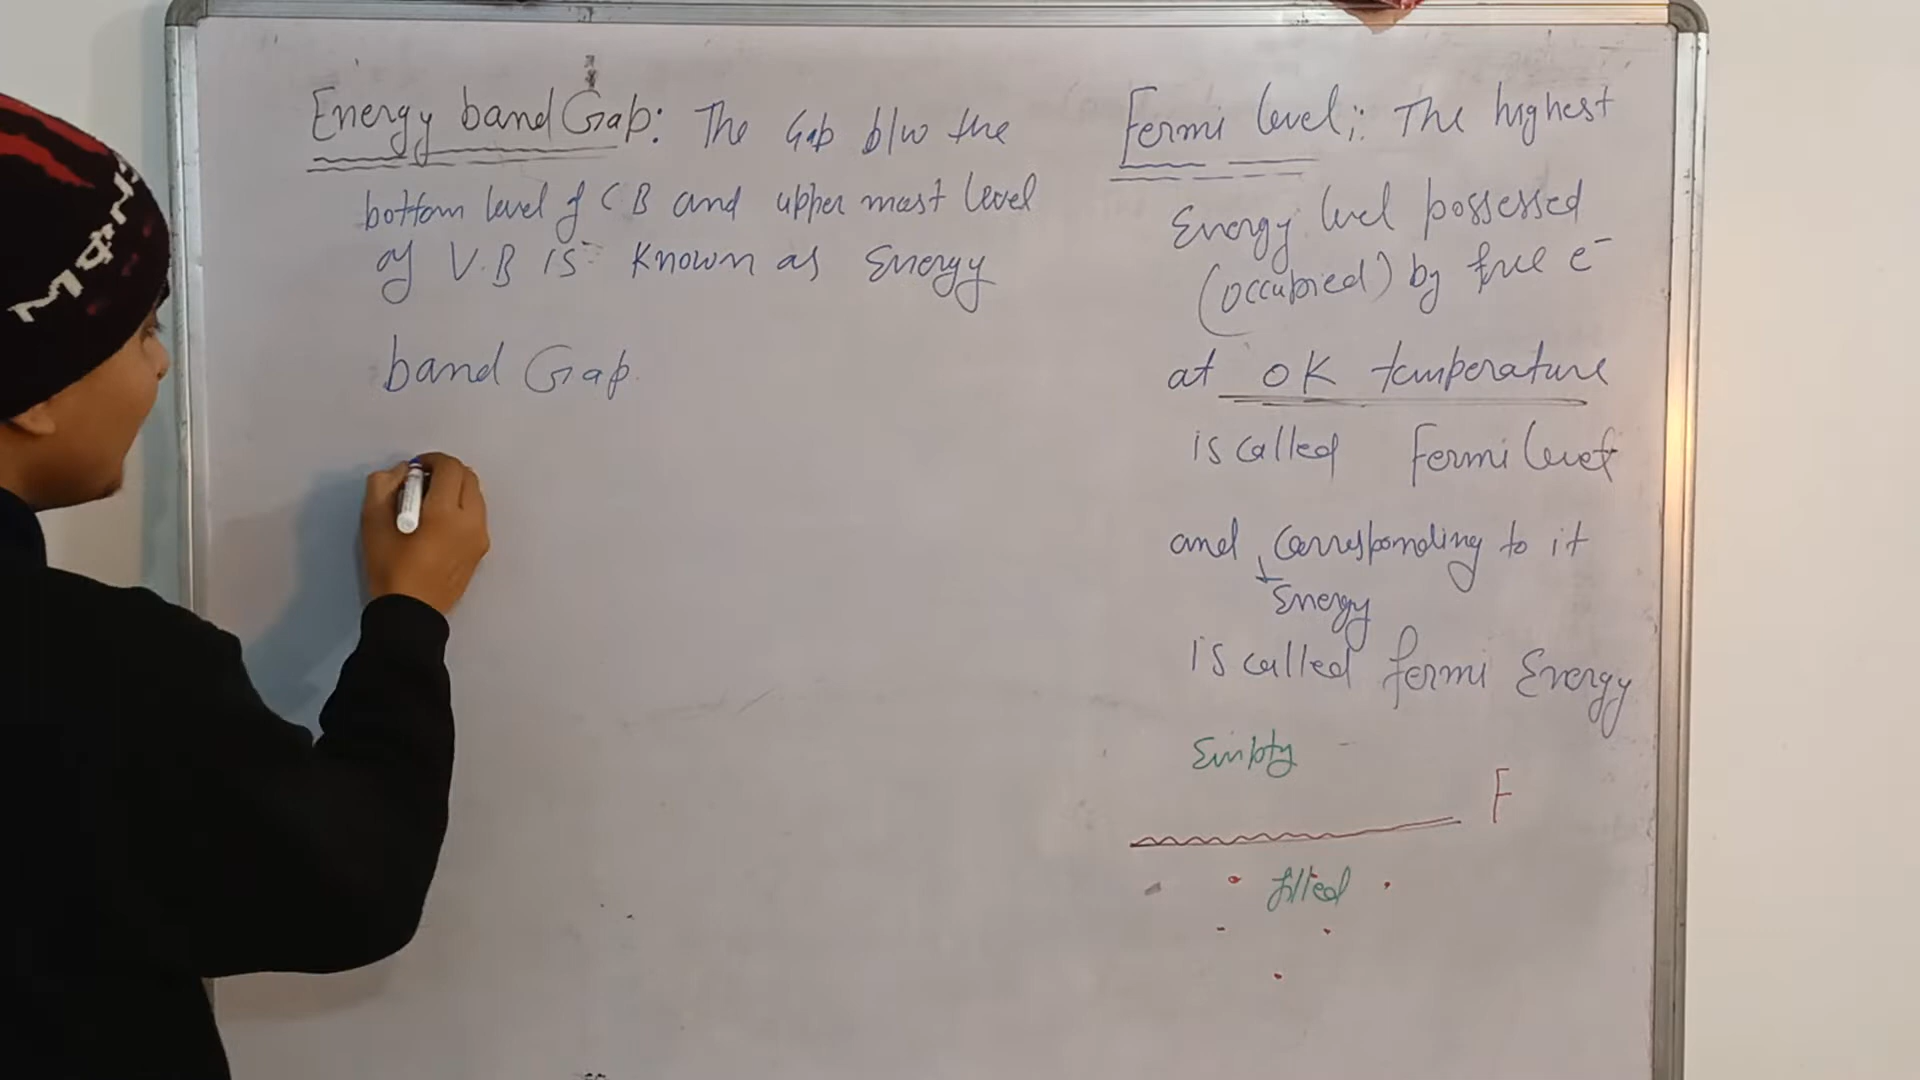 Energy band Gap: The Gap b/w the
bottom level of CB and upper most level
of V.B is known as Energy
band Gap.
Fermi level;: The highest
Energy level possessed
(occupied) by free e⁻
at 0K temperature
is called Fermi level
and corresponding to it
Energy
is called fermi Energy
Empty
F
filled